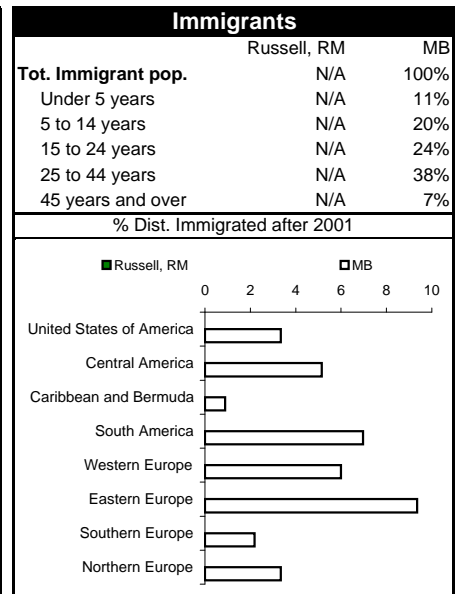 Immigrants
Russell, RM MB
Tot. Immigrant pop. N/A 100%
Under 5 years N/A 11%
5 to 14 years N/A 20%
15 to 24 years N/A 24%
25 to 44 years N/A 38%
45 years and over N/A 7%
% Dist. Immigrated after 2001
Russell, RM MB
0 2 4 6 8 10
United States of America
Central America
Caribbean and Bermuda
South America
Western Europe
Eastern Europe
Southern Europe
Northern Europe